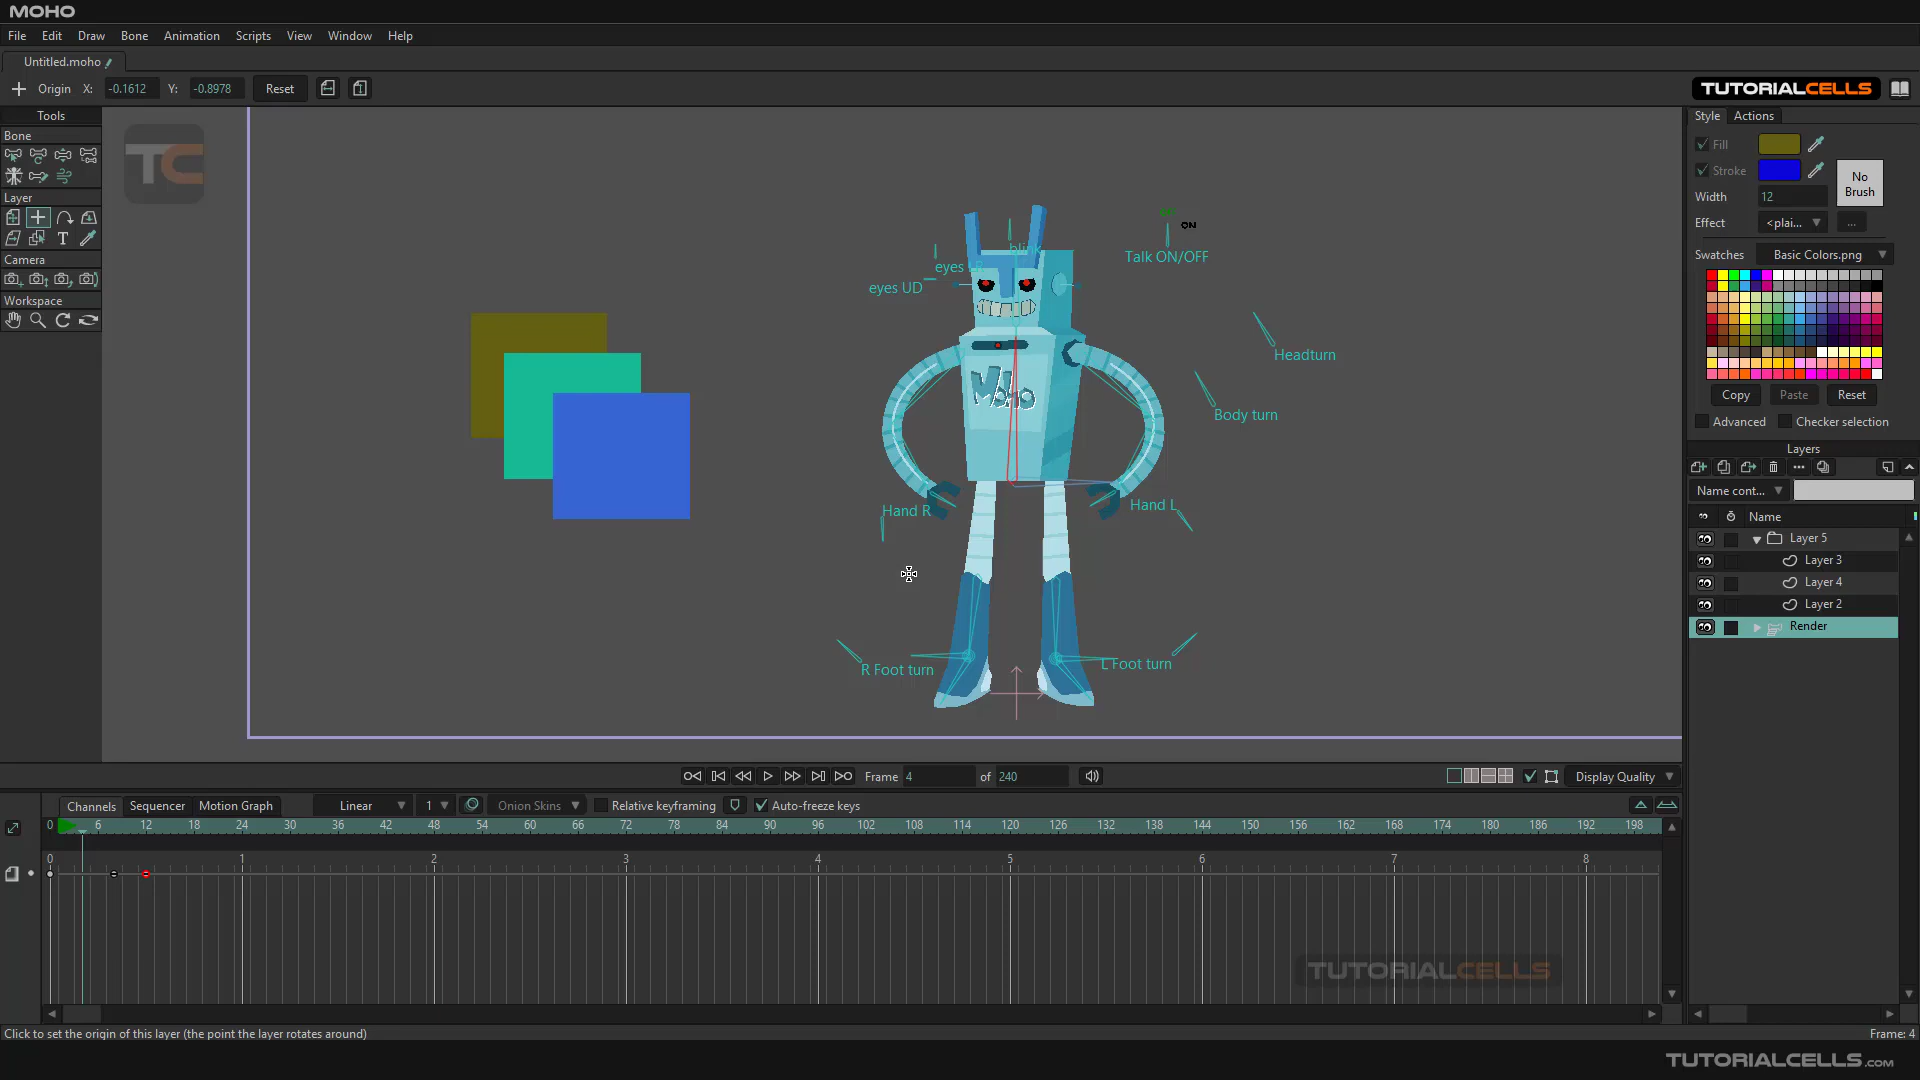 MOHO
File Edit Draw Bone Animation Scripts View Window Help
Untitled.moho
Origin X: -0.1612 Y: -0.8978 Reset
TUTORIALCELLS
Tools
Bone
Layer
Camera
Workspace
TC
blink
eyes LR
eyes UD
ON
Talk ON/OFF
Headturn
Body turn
MoHo
Hand R
Hand L
R Foot turn
L Foot turn
Style Actions
Fill
Stroke
No Brush
Width 12
Effect <plai... ...
Swatches Basic Colors.png
Copy Paste Reset
Advanced Checker selection
Layers
Name cont...
Name
Layer 5
Layer 3
Layer 4
Layer 2
Render
Frame 4 of 240
Display Quality
Channels Sequencer Motion Graph Linear 1 Onion Skins Relative keyframing Auto-freeze keys
0 6 12 18 24 30 36 42 48 54 60 66 72 78 84 90 96 102 108 114 120 126 132 138 144 150 156 162 168 174 180 186 192 198
0 1 2 3 4 5 6 7 8
TUTORIALCELLS
Click to set the origin of this layer (the point the layer rotates around)
Frame: 4
TUTORIALCELLS.COM